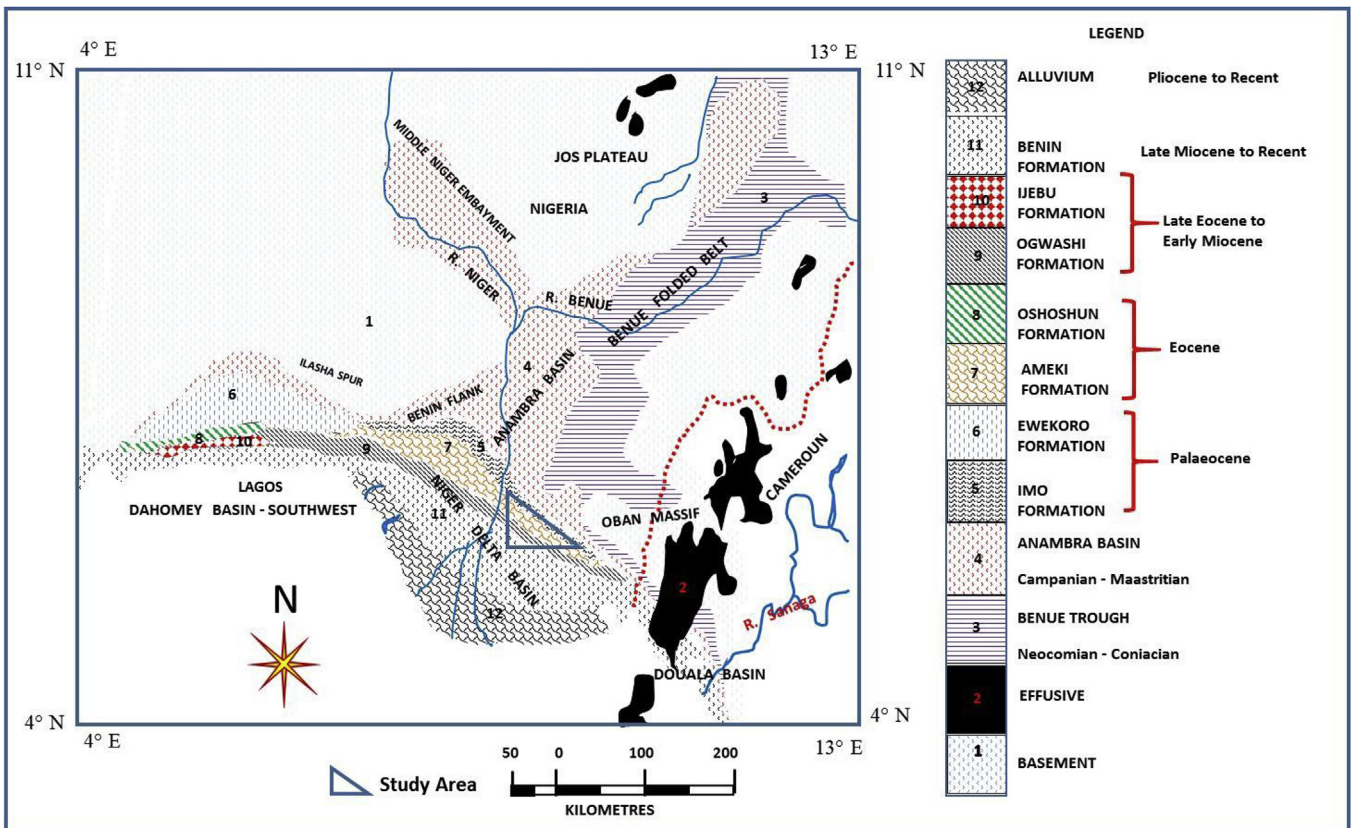 4° E
13° E
11° N
11° N
MIDDLE NIGER EMBAYMENT
JOS PLATEAU
NIGERIA
3
R. NIGER
R. BENUE
BENUE FOLDED BELT
1
ILASHA SPUR
4
6
BENIN FLANK
ANAMBRA BASIN
8
10
9
7
5
CAMEROUN
LAGOS
DAHOMEY BASIN - SOUTHWEST
11
NIGER DELTA BASIN
OBAN MASSIF
12
2
R. Sanaga
N
DOUALA BASIN
4° N
4° N
4° E
13° E
Study Area
50 0 100 200
KILOMETRES
LEGEND
12 ALLUVIUM Pliocene to Recent
11 BENIN
FORMATION Late Miocene to Recent
10 IJEBU
FORMATION
Late Eocene to
Early Miocene
9 OGWASHI
FORMATION
8 OSHOSHUN
FORMATION
Eocene
7 AMEKI
FORMATION
6 EWEKORO
FORMATION
Palaeocene
5 IMO
FORMATION
4 ANAMBRA BASIN
Campanian - Maastritian
3 BENUE TROUGH
Neocomian - Coniacian
2 EFFUSIVE
1 BASEMENT